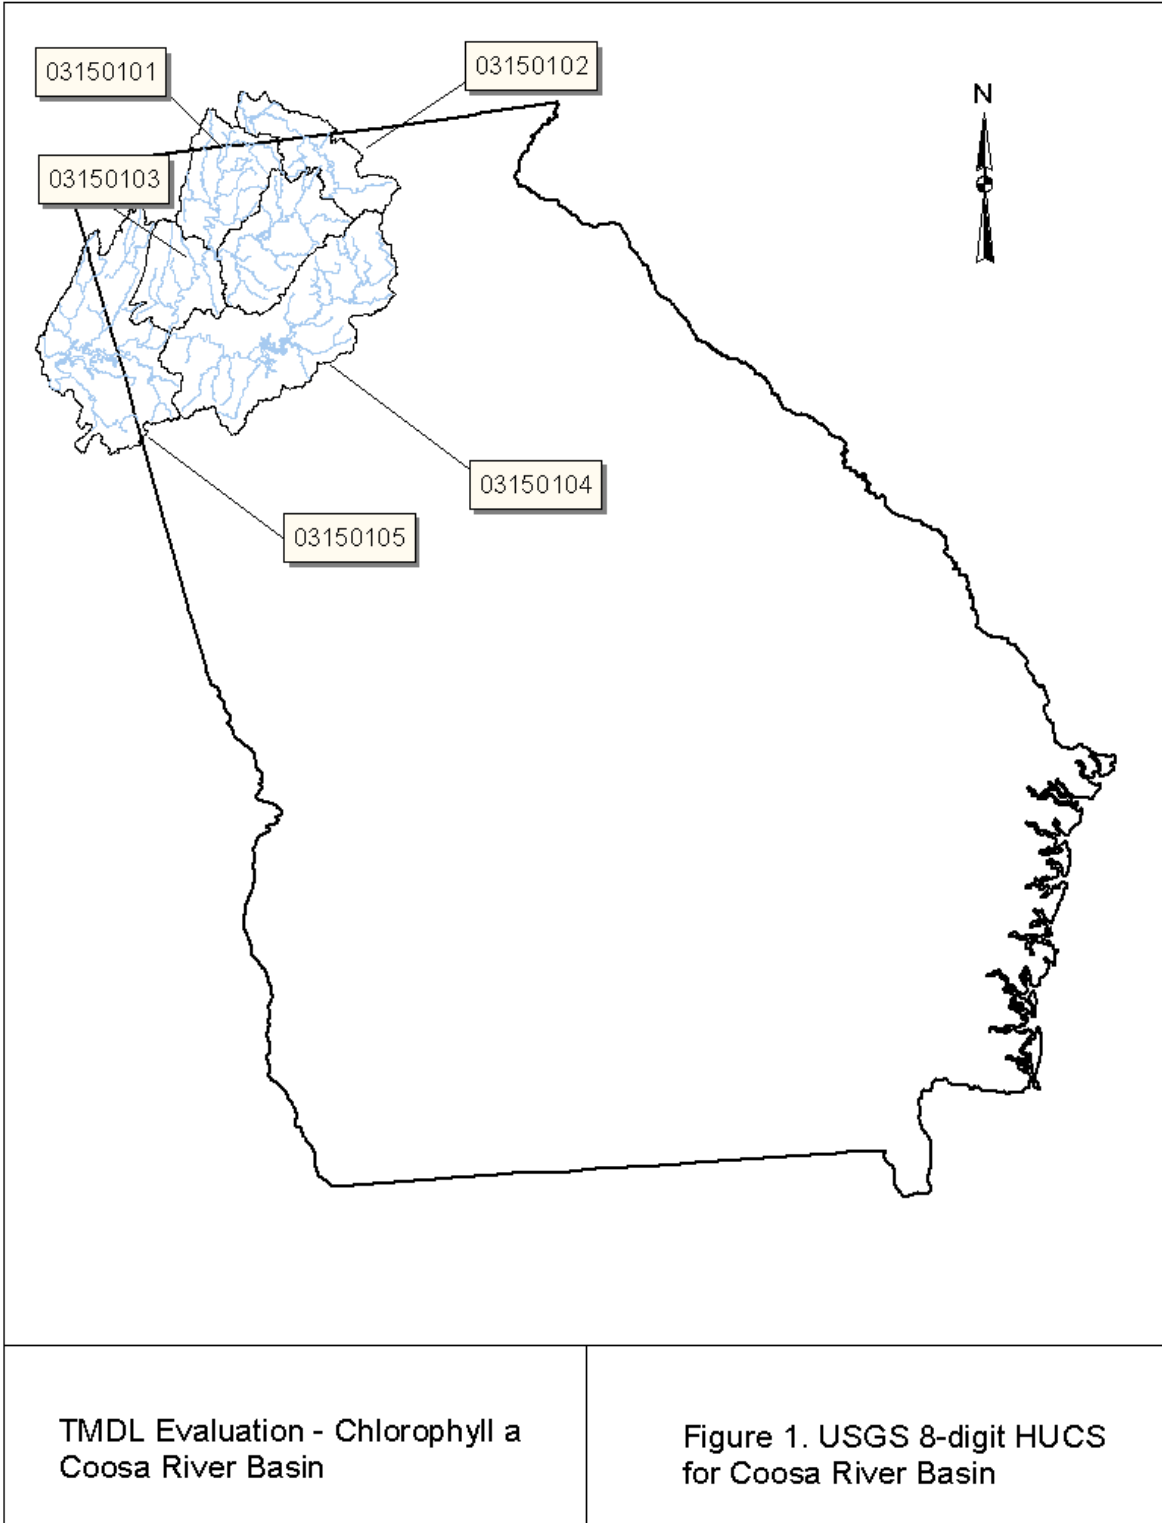 03150101
03150102
N
03150103
03150104
03150105
TMDL Evaluation - Chlorophyll a
Coosa River Basin
Figure 1. USGS 8-digit HUCS
for Coosa River Basin